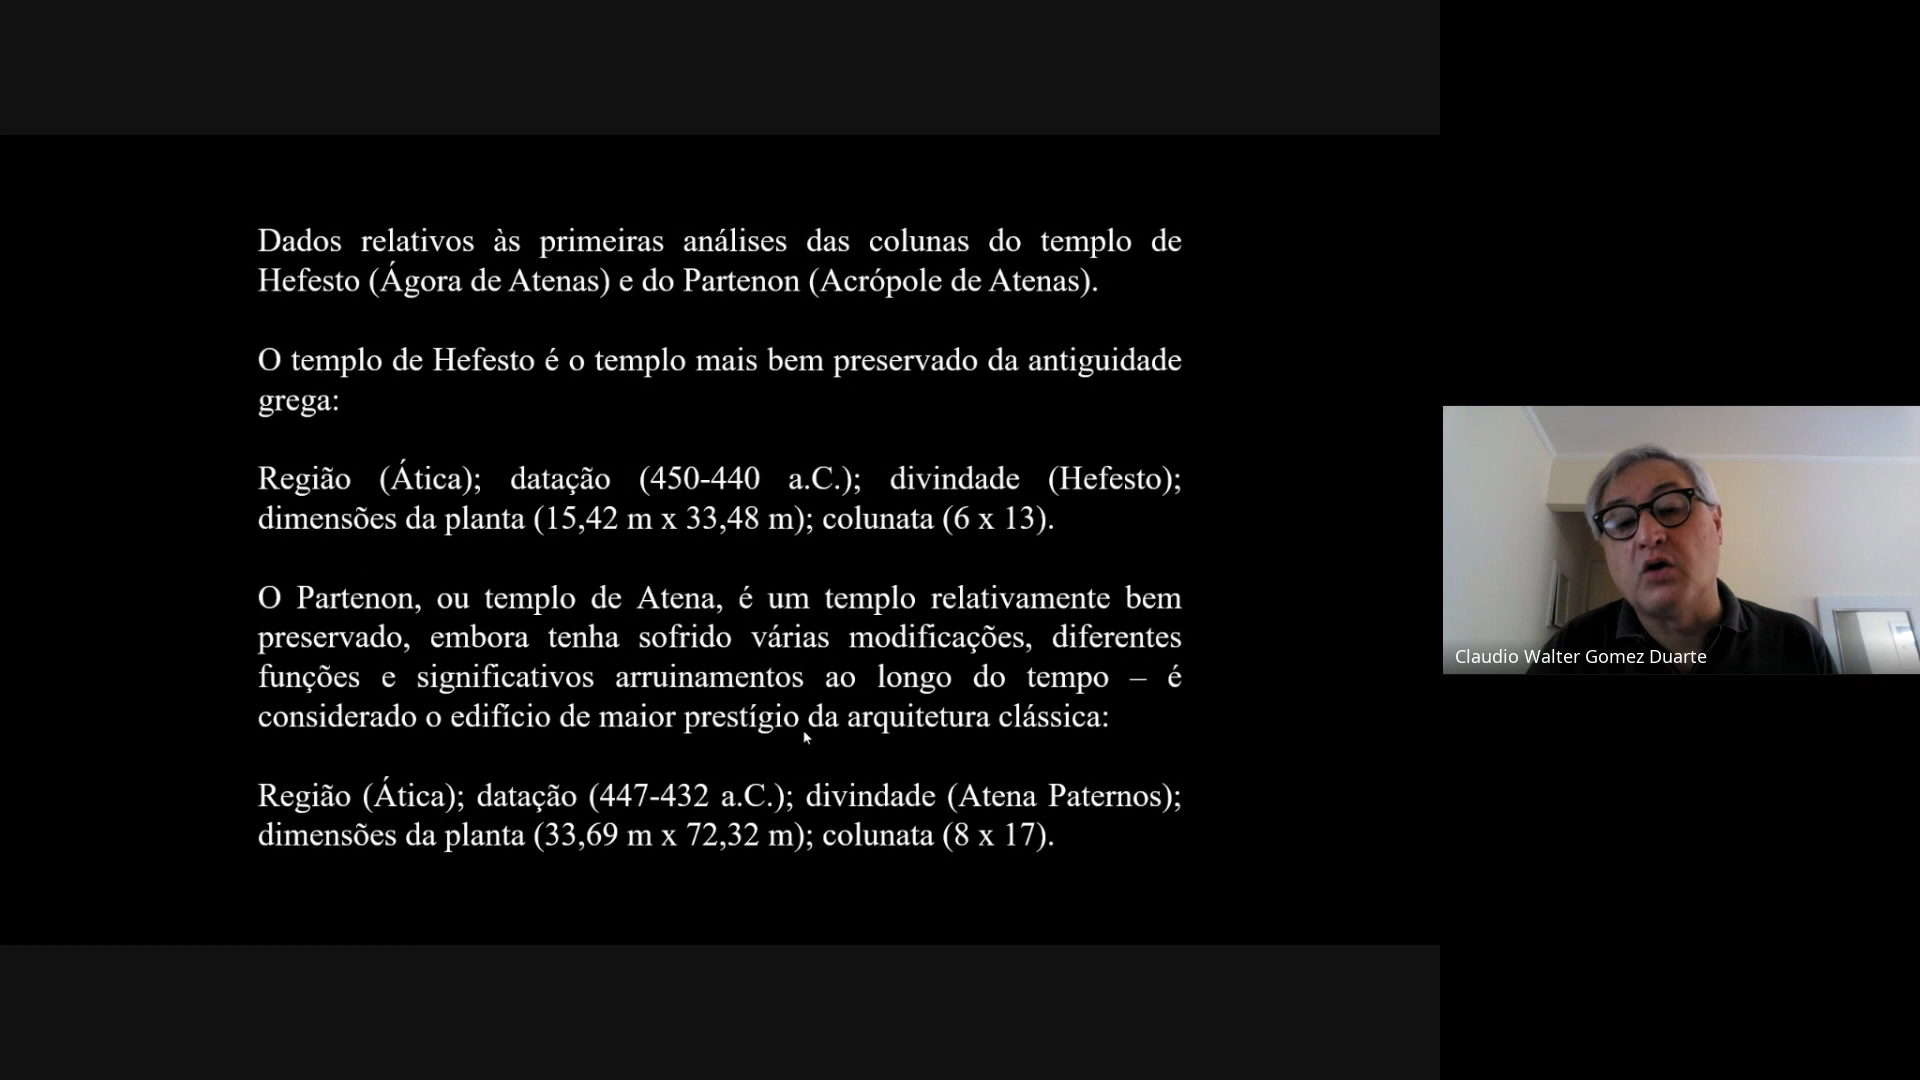 Dados relativos às primeiras análises das colunas do templo de
Hefesto (Ágora de Atenas) e do Partenon (Acrópole de Atenas).
O templo de Hefesto é o templo mais bem preservado da antiguidade
grega:
Região (Ática); datação (450-440 a.C.); divindade (Hefesto);
dimensões da planta (15,42 m x 33,48 m); colunata (6 x 13).
O Partenon, ou templo de Atena, é um templo relativamente bem
preservado, embora tenha sofrido várias modificações, diferentes
funções e significativos arruinamentos ao longo do tempo – é
considerado o edifício de maior prestígio da arquitetura clássica:
Região (Ática); datação (447-432 a.C.); divindade (Atena Paternos);
dimensões da planta (33,69 m x 72,32 m); colunata (8 x 17).
Claudio Walter Gomez Duarte